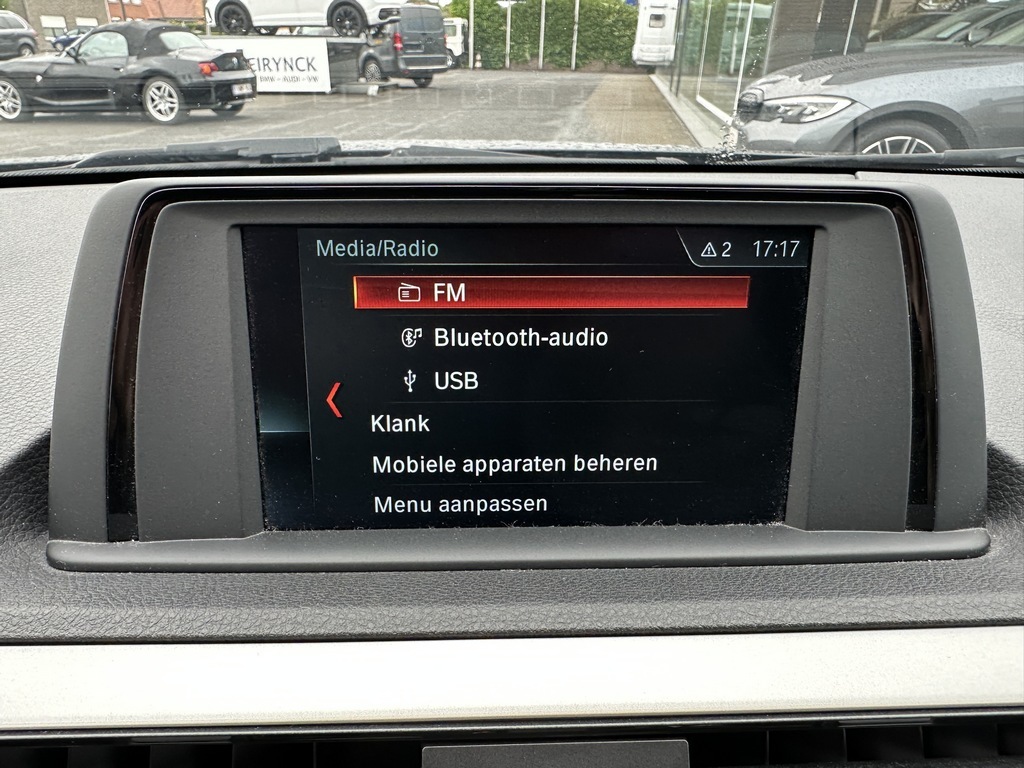 EIRYNCK
Media/Radio
2 17:17
FM
Bluetooth-audio
USB
Klank
Mobiele apparaten beheren
Menu aanpassen